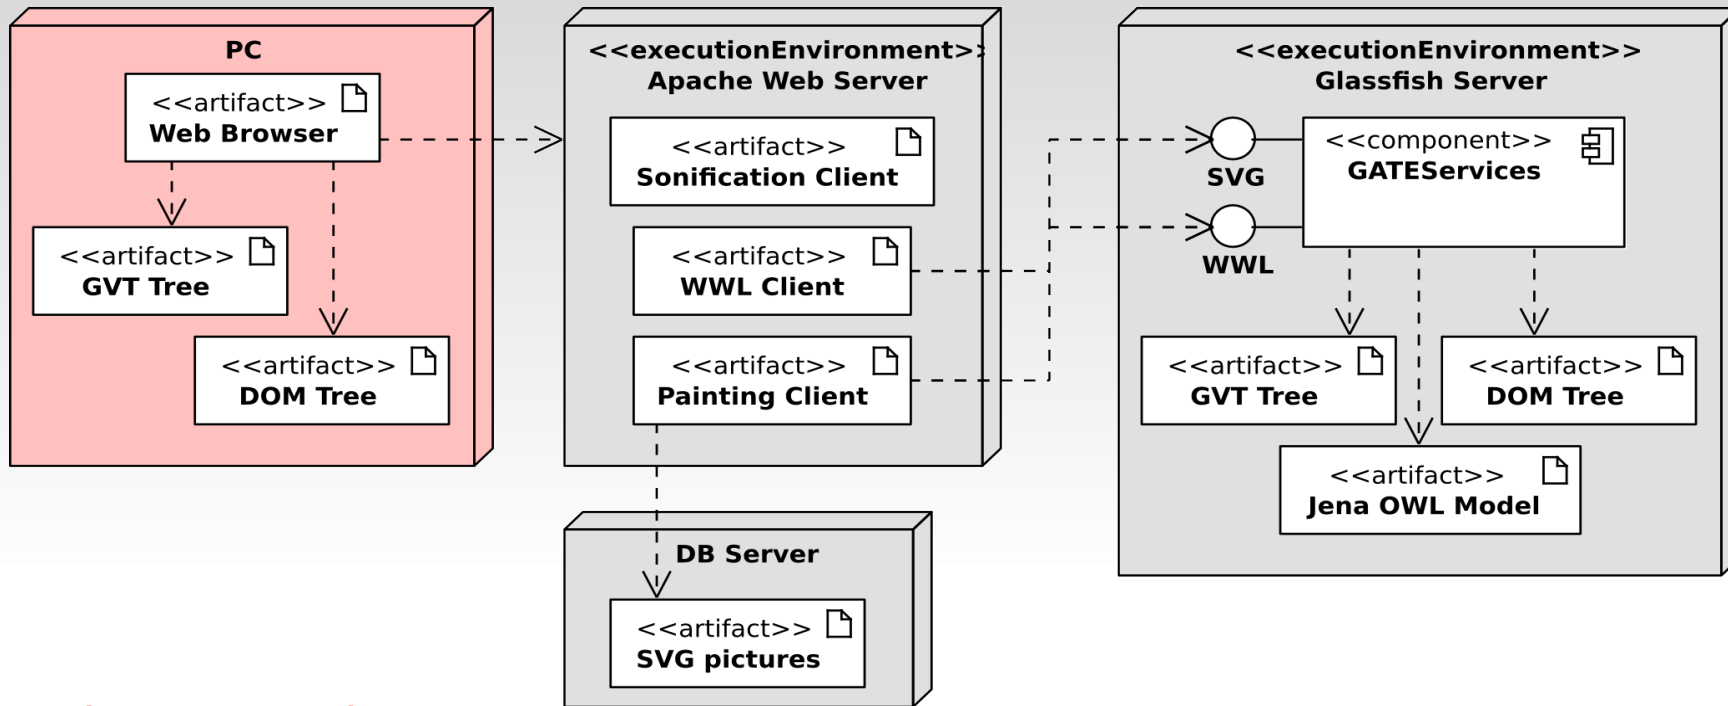 PC
<<artifact>>
Web Browser
<<artifact>>
GVT Tree
<<artifact>>
DOM Tree
<<executionEnvironment>>
Apache Web Server
<<artifact>>
Sonification Client
<<artifact>>
WWL Client
<<artifact>>
Painting Client
DB Server
<<artifact>>
SVG pictures
<<executionEnvironment>>
Glassfish Server
SVG
WWL
<<component>>
GATEServices
<<artifact>>
GVT Tree
<<artifact>>
DOM Tree
<<artifact>>
Jena OWL Model